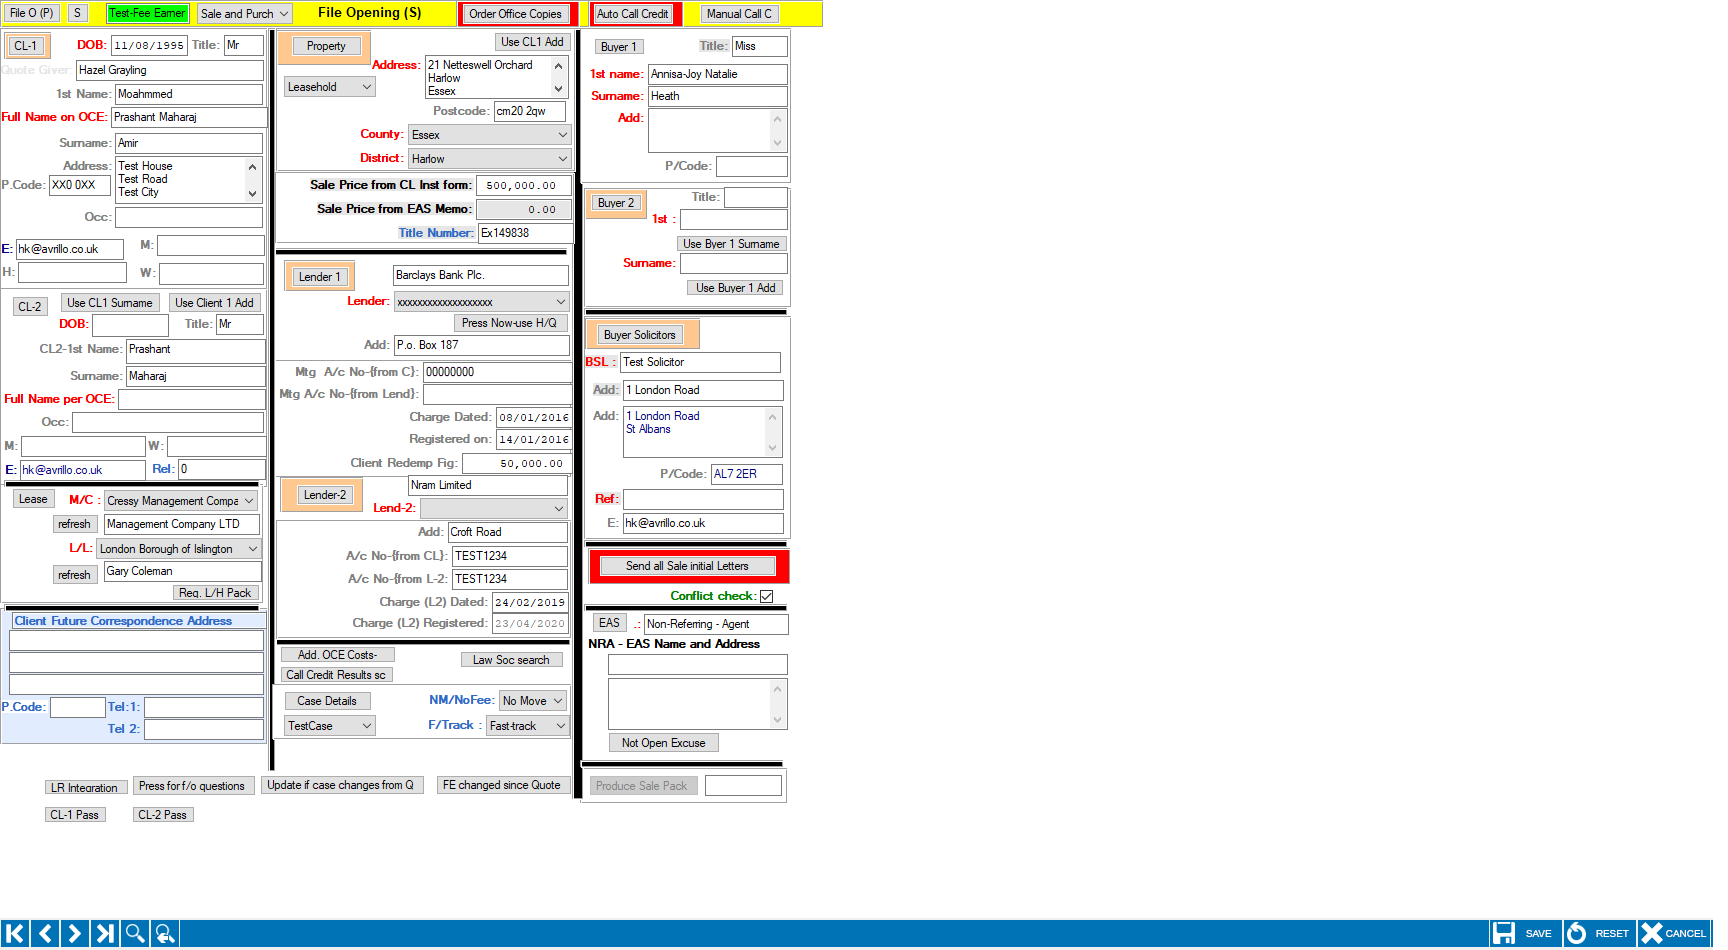 File O (P) S Test-Fee Earner Sale and Purch File Opening (S) Order Office Copies Auto Call Credit Manual Call C
CL-1 DOB: 11/08/1995 Title: Mr
Quote Giver: Hazel Grayling
1st Name: Moahmmed
Full Name on OCE: Prashant Maharaj
Surname: Amir
Address: Test House
Test Road
Test City
P.Code: XX0 0XX
Occ:
E: hk@avrillo.co.uk M:
H: W:
CL-2 Use CL1 Surname Use Client 1 Add
DOB: Title: Mr
CL2-1st Name: Prashant
Surname: Maharaj
Full Name per OCE:
Occ:
M: W:
E: hk@avrillo.co.uk Rel: 0
Lease M/C : Cressy Management Compa
refresh Management Company LTD
L/L: London Borough of Islington
refresh Gary Coleman
Req. L/H Pack
Client Future Correspondence Address
P.Code: Tel:1:
Tel 2:
Property Use CL1 Add
Address: 21 Netteswell Orchard
Harlow
Essex
Leasehold
Postcode: cm20 2qw
County: Essex
District: Harlow
Sale Price from CL Inst form: 500,000.00
Sale Price from EAS Memo: 0.00
Title Number: Ex149838
Lender 1 Barclays Bank Plc.
Lender: xxxxxxxxxxxxxxxxxxx
Press Now-use H/Q
Add: P.o. Box 187
Mtg A/c No-{from C}: 00000000
Mtg A/c No-{from Lend}:
Charge Dated: 08/01/2016
Registered on: 14/01/2016
Client Redemp Fig: 50,000.00
Lender-2 Nram Limited
Lend-2:
Add: Croft Road
A/c No-{from CL}: TEST1234
A/c No-{from L-2: TEST1234
Charge (L2) Dated: 24/02/2019
Charge (L2) Registered: 23/04/2020
Add. OCE Costs- Law Soc search
Call Credit Results sc
Case Details NM/NoFee: No Move
TestCase F/Track : Fast-track
Buyer 1 Title: Miss
1st name: Annisa-Joy Natalie
Surname: Heath
Add:
P/Code:
Buyer 2 Title:
1st :
Use Byer 1 Surname
Surname:
Use Buyer 1 Add
Buyer Solicitors
BSL : Test Solicitor
Add: 1 London Road
Add: 1 London Road
St Albans
P/Code: AL7 2ER
Ref:
E: hk@avrillo.co.uk
Send all Sale initial Letters
Conflict check:
EAS .: Non-Referring - Agent
NRA - EAS Name and Address
Not Open Excuse
Produce Sale Pack
LR Integration Press for f/o questions Update if case changes from Q FE changed since Quote
CL-1 Pass CL-2 Pass
SAVE RESET CANCEL